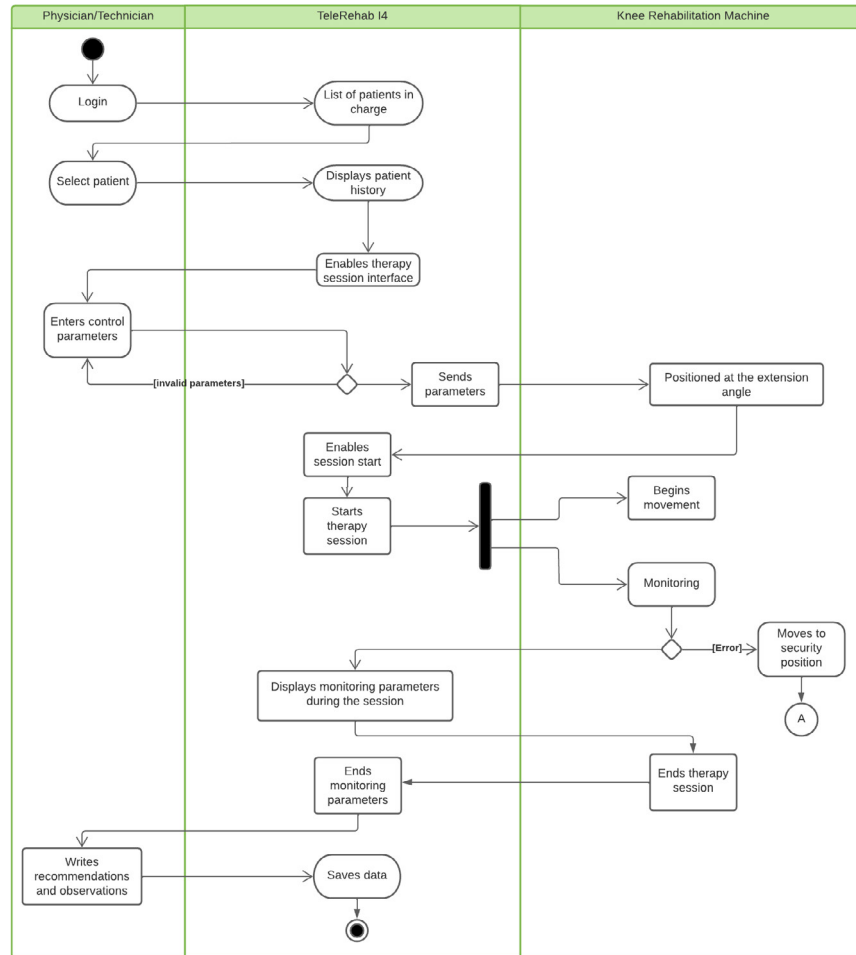 Physician/Technician
TeleRehab I4
Knee Rehabilitation Machine
Login
List of patients in
charge
Select patient
Displays patient
history
Enables therapy
session interface
Enters control
parameters
[invalid parameters]
Sends
parameters
Positioned at the extension
angle
Enables
session start
Starts
therapy
session
Begins
movement
Monitoring
[Error]
Moves to
security
position
A
Displays monitoring parameters
during the session
Ends therapy
session
Ends
monitoring
parameters
Writes
recommendations
and observations
Saves data